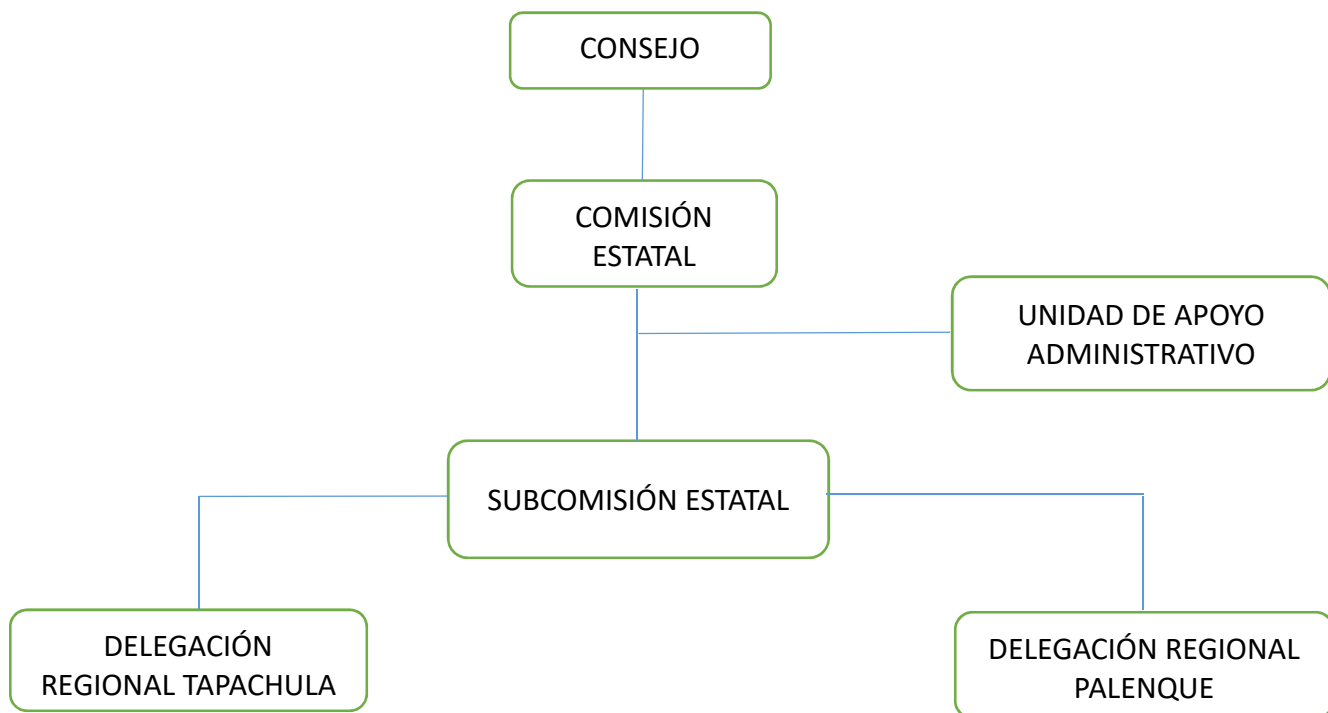 CONSEJO
COMISIÓN
ESTATAL
UNIDAD DE APOYO
ADMINISTRATIVO
SUBCOMISIÓN ESTATAL
DELEGACIÓN
REGIONAL TAPACHULA
DELEGACIÓN REGIONAL
PALENQUE